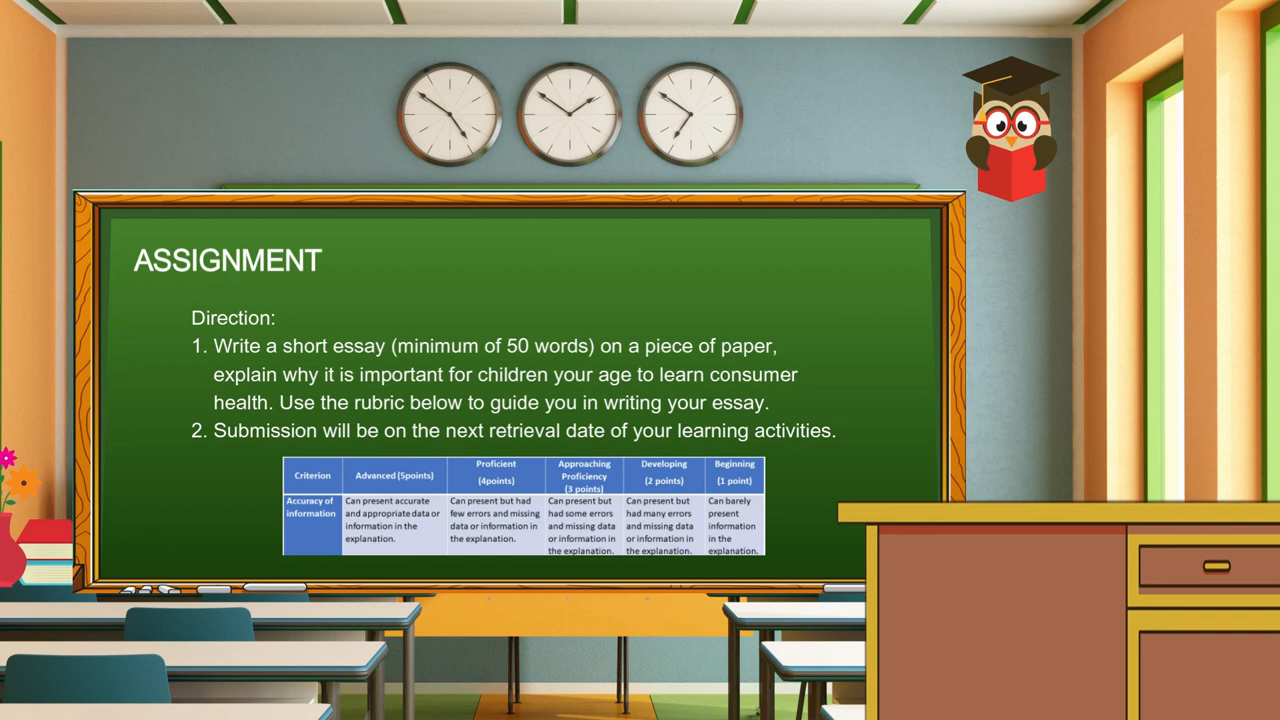 ASSIGNMENT
Direction:
1. Write a short essay (minimum of 50 words) on a piece of paper,
explain why it is important for children your age to learn consumer
health. Use the rubric below to guide you in writing your essay.
2. Submission will be on the next retrieval date of your learning activities.
Criterion Advanced (5points) Proficient (4points) Approaching Proficiency (3 points) Developing (2 points) Beginning (1 point)
Accuracy of information
Can present accurate and appropriate data or information in the explanation.
Can present but had few errors and missing data or information in the explanation.
Can present but had some errors and missing data or information in the explanation.
Can present but had many errors and missing data or information in the explanation.
Can barely present information in the explanation.